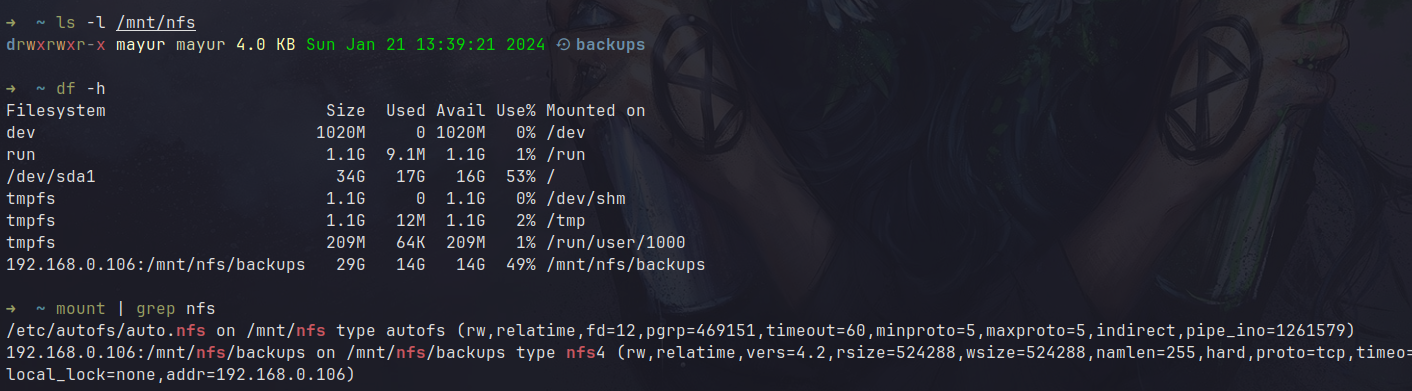 → ~ ls -l /mnt/nfs
drwxrwxr-x mayur mayur 4.0 KB Sun Jan 21 13:39:21 2024 backups
→ ~ df -h
Filesystem Size Used Avail Use% Mounted on
dev 1020M 0 1020M 0% /dev
run 1.1G 9.1M 1.1G 1% /run
/dev/sda1 34G 17G 16G 53% /
tmpfs 1.1G 0 1.1G 0% /dev/shm
tmpfs 1.1G 12M 1.1G 2% /tmp
tmpfs 209M 64K 209M 1% /run/user/1000
192.168.0.106:/mnt/nfs/backups 29G 14G 14G 49% /mnt/nfs/backups
→ ~ mount | grep nfs
/etc/autofs/auto.nfs on /mnt/nfs type autofs (rw,relatime,fd=12,pgrp=469151,timeout=60,minproto=5,maxproto=5,indirect,pipe_ino=1261579)
192.168.0.106:/mnt/nfs/backups on /mnt/nfs/backups type nfs4 (rw,relatime,vers=4.2,rsize=524288,wsize=524288,namlen=255,hard,proto=tcp,timeo=
local_lock=none,addr=192.168.0.106)